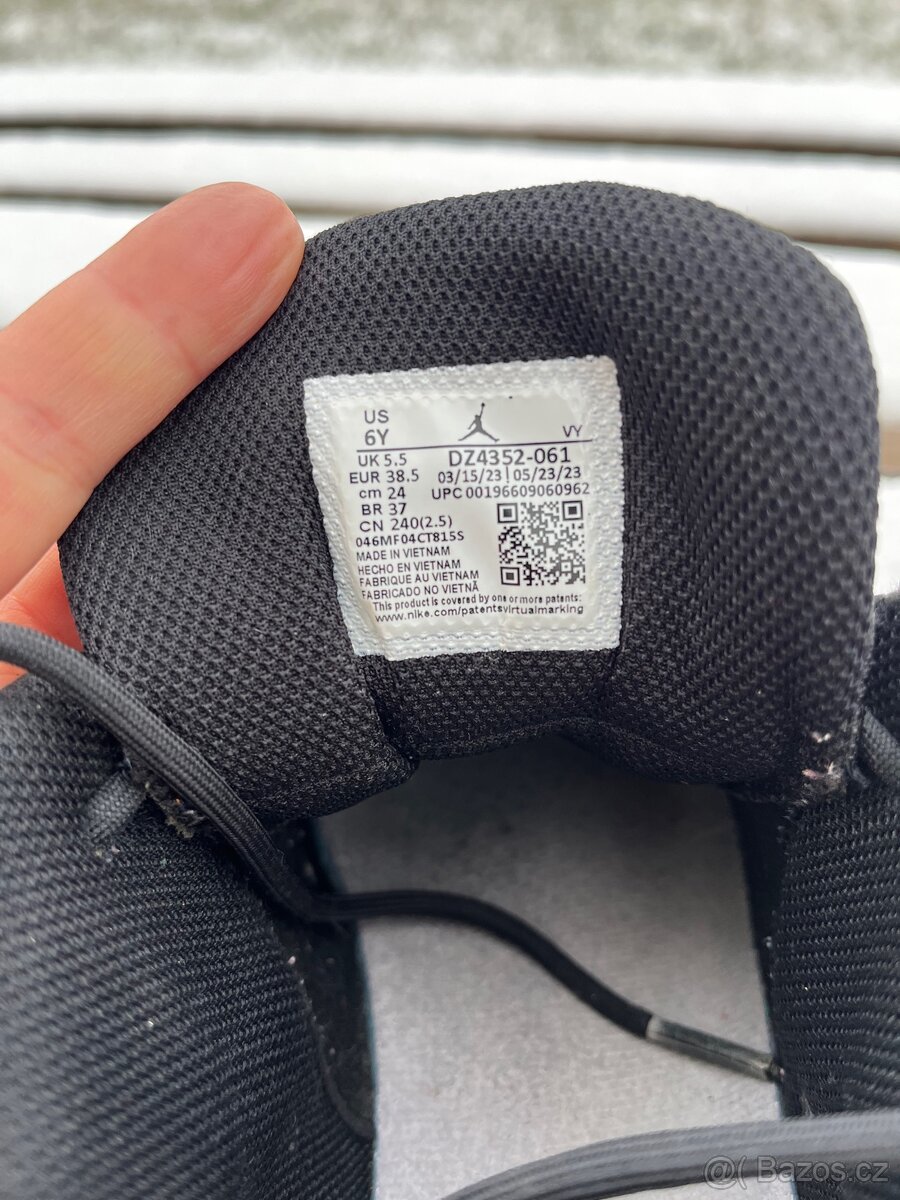 US
6Y
VY
UK 5.5
DZ4352-061
EUR 38.5
03/15/23 | 05/23/23
cm 24
UPC 00196609060962
BR 37
CN 240(2.5)
046MF04CT815S
MADE IN VIETNAM
HECHO EN VIETNAM
FABRIQUE AU VIETNAM
FABRICADO NO VIETNÃ
This product is covered by one or more patents:
www.nike.com/patentsvirtualmarking
@( Bazos.cz